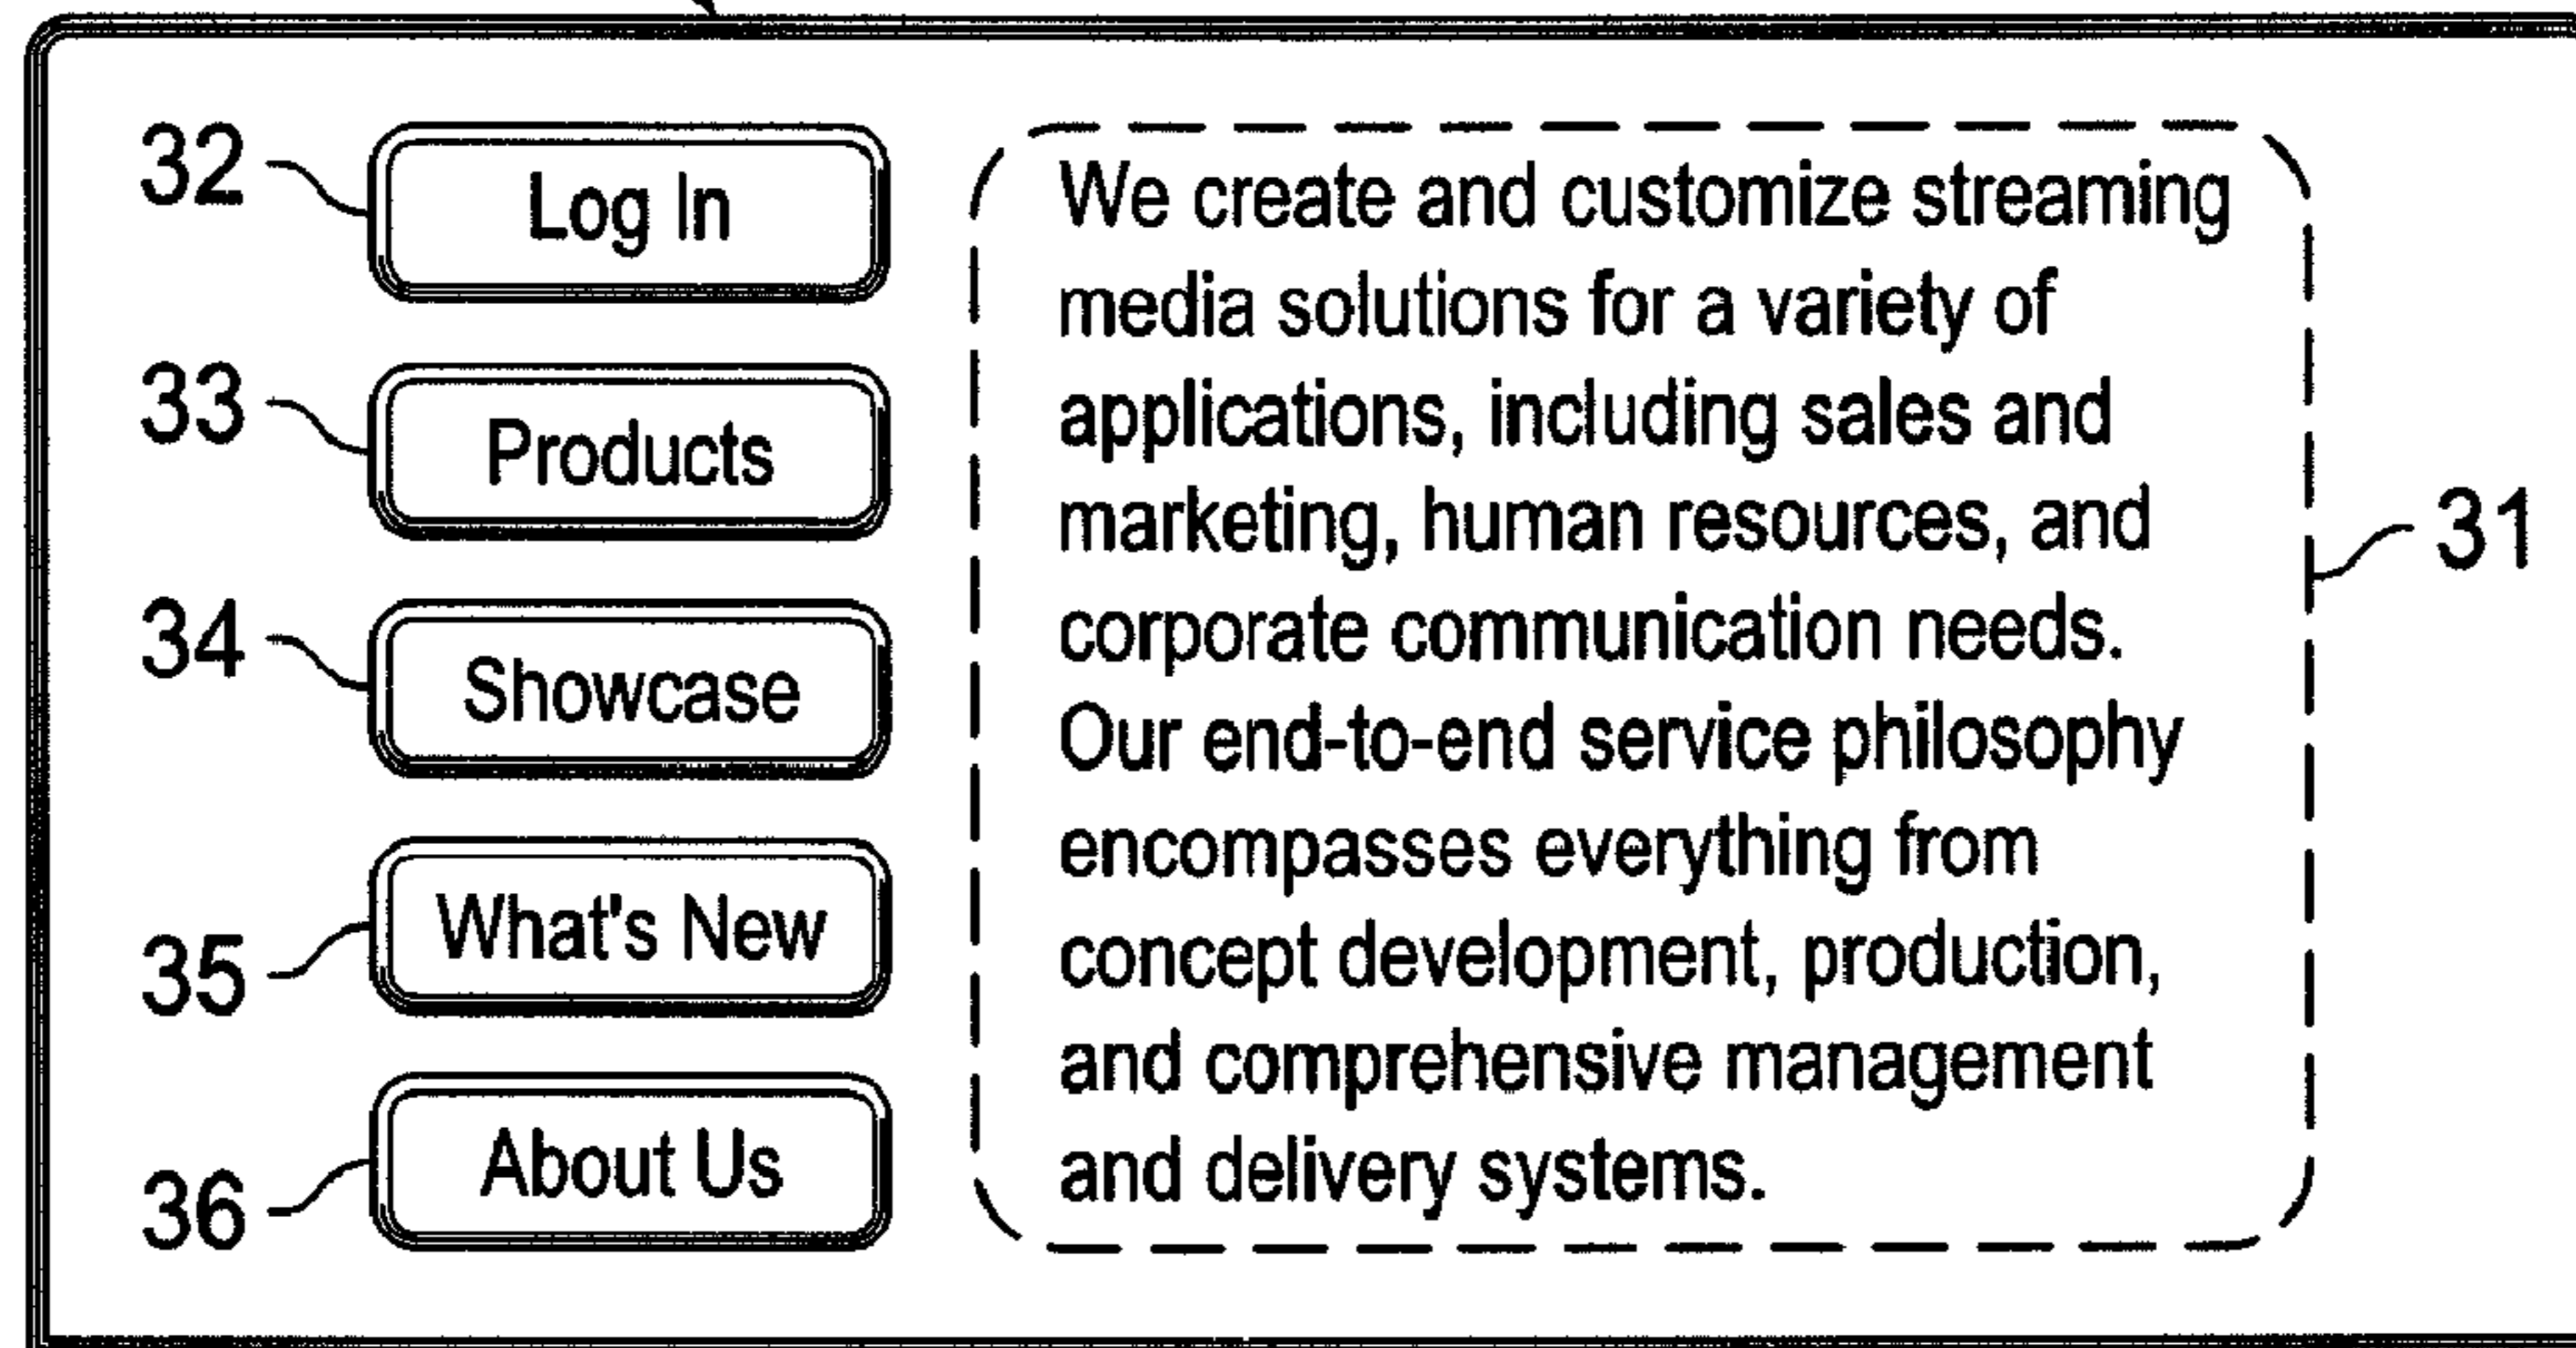 32 Log In
33 Products
34 Showcase
35 What's New
36 About Us
We create and customize streaming
media solutions for a variety of
applications, including sales and
marketing, human resources, and
corporate communication needs.
Our end-to-end service philosophy
encompasses everything from
concept development, production,
and comprehensive management
and delivery systems.
31